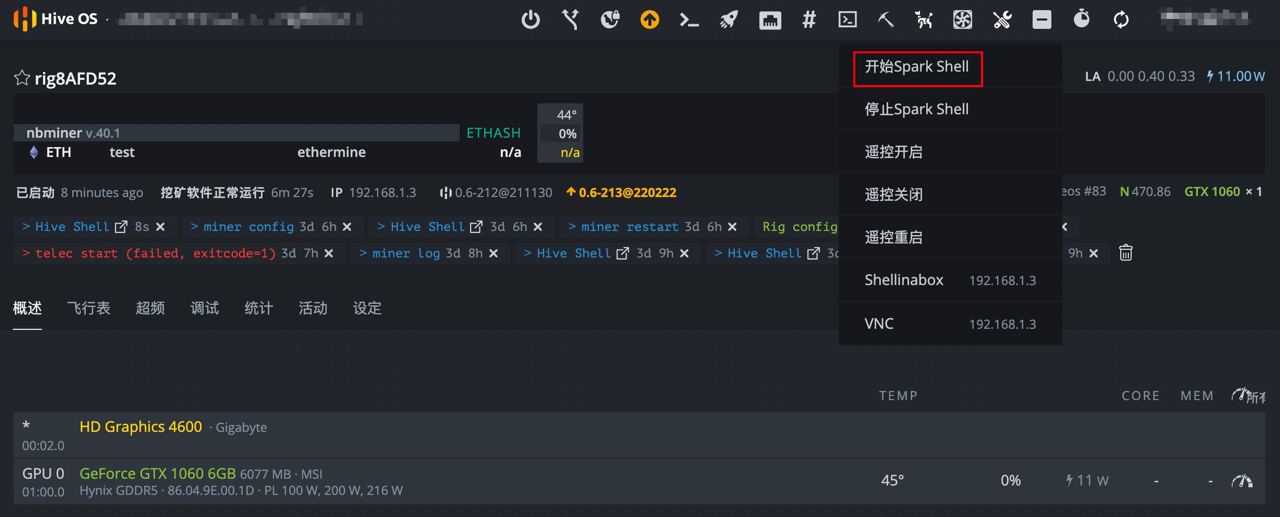 Hive OS ·
开始Spark Shell
停止Spark Shell
遥控开启
遥控关闭
遥控重启
Shellinabox 192.168.1.3
VNC 192.168.1.3
rig8AFD52
LA 0.00 0.40 0.33 11.00W
nbminer v.40.1 ETHASH
ETH test ethermine n/a
44°
0%
n/a
已启动 8 minutes ago 挖矿软件正常运行 6m 27s IP 192.168.1.3 0.6-212@211130 0.6-213@220222
eos #83 N 470.86 GTX 1060 × 1
> Hive Shell 8s × > miner config 3d 6h × > Hive Shell 3d 6h × > miner restart 3d 6h × Rig config ×
> telec start (failed, exitcode=1) 3d 7h × > miner log 3d 8h × > Hive Shell 3d 9h × > Hive Shell 3d 9h ×
概述 飞行表 超频 调试 统计 活动 设定
TEMP CORE MEM 所有
* HD Graphics 4600 · Gigabyte
00:02.0
GPU 0 GeForce GTX 1060 6GB 6077 MB · MSI 45° 0% 11 W - -
01:00.0 Hynix GDDR5 · 86.04.9E.00.1D · PL 100 W, 200 W, 216 W